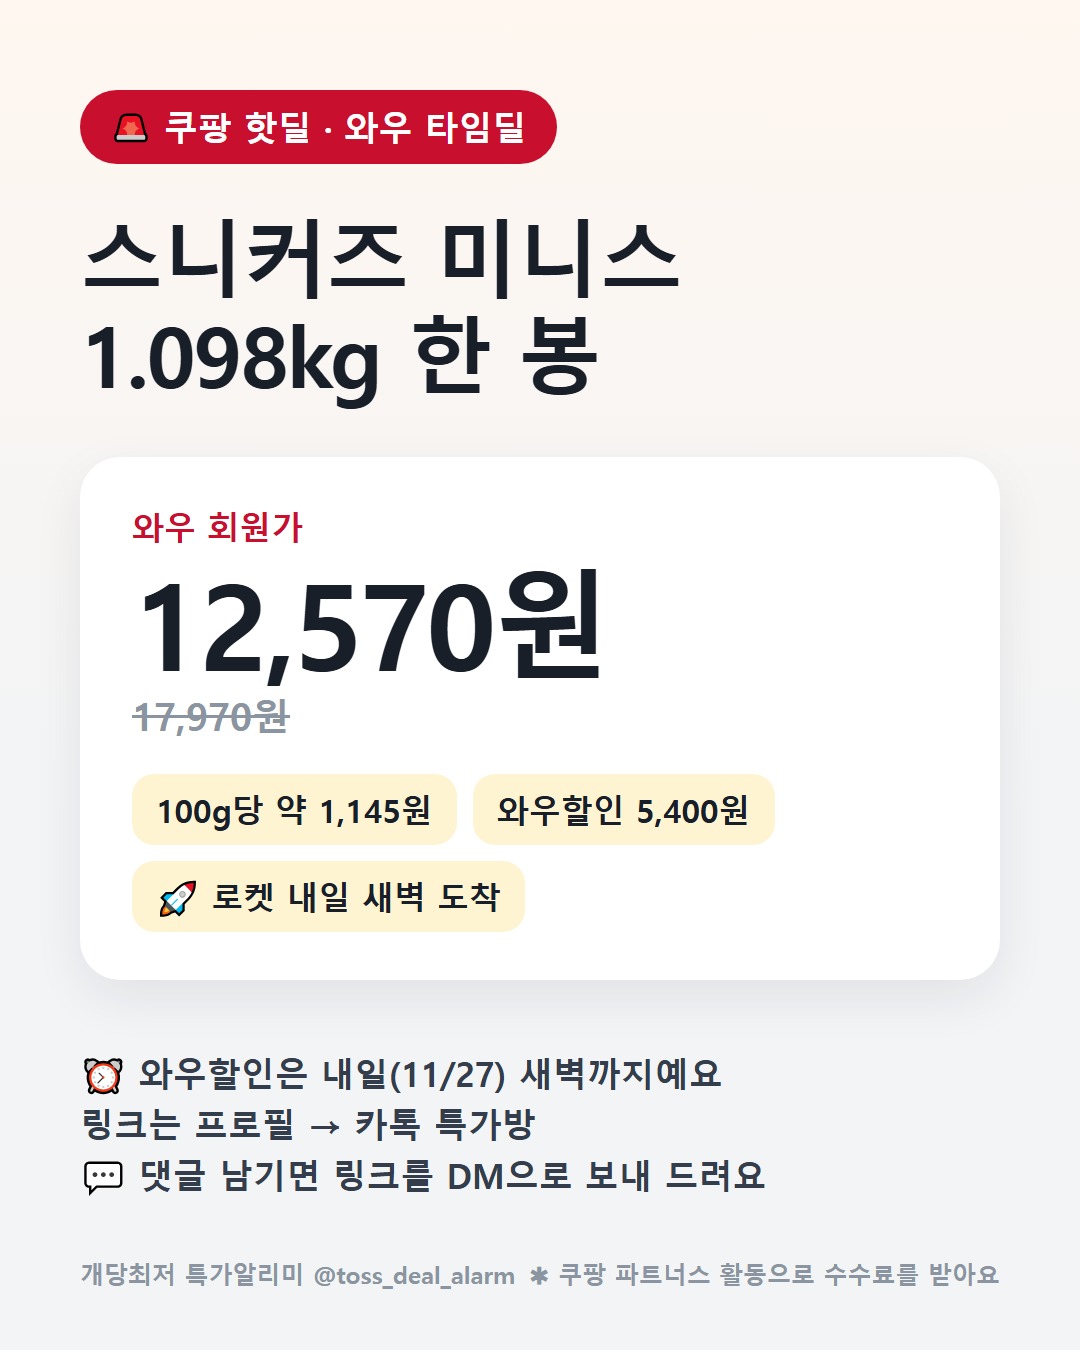 🚨 쿠팡 핫딜 · 와우 타임딜
스니커즈 미니스
1.098kg 한 봉
와우 회원가
12,570원
17,970원
100g당 약 1,145원 와우할인 5,400원
🚀 로켓 내일 새벽 도착
⏰ 와우할인은 내일(11/27) 새벽까지예요
링크는 프로필 → 카톡 특가방
💬 댓글 남기면 링크를 DM으로 보내 드려요
개당최저 특가알리미 @toss_deal_alarm ✱ 쿠팡 파트너스 활동으로 수수료를 받아요